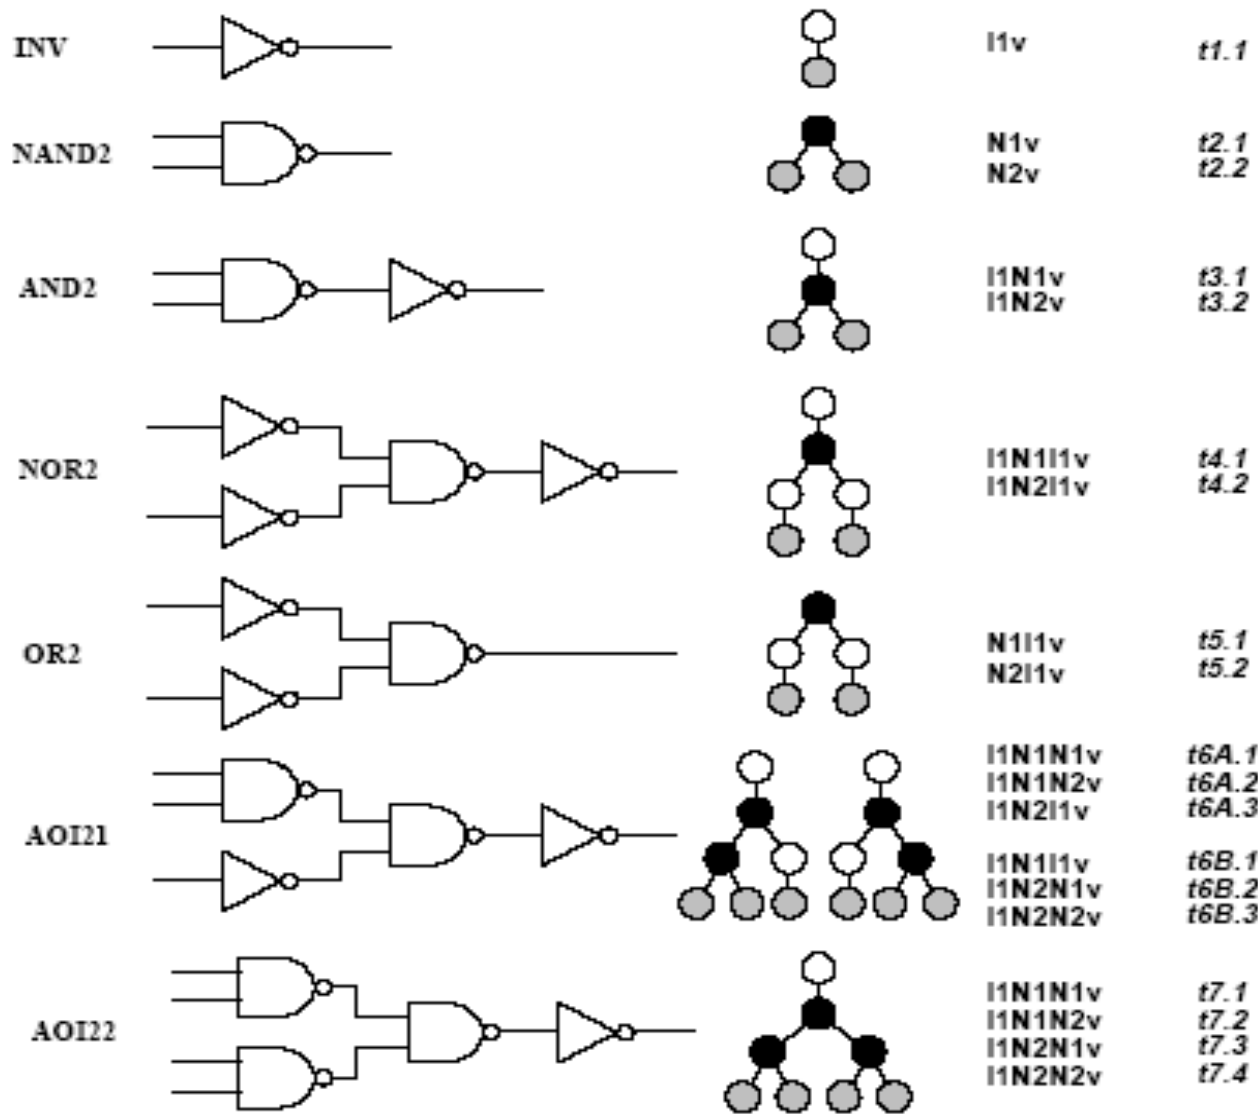 INV I1v t1.1
NAND2 N1v t2.1
N2v t2.2
AND2 I1N1v t3.1
I1N2v t3.2
NOR2 I1N1I1v t4.1
I1N2I1v t4.2
OR2 N1I1v t5.1
N2I1v t5.2
I1N1N1v t6A.1
I1N1N2v t6A.2
AOI21 I1N2I1v t6A.3
I1N1I1v t6B.1
I1N2N1v t6B.2
I1N2N2v t6B.3
I1N1N1v t7.1
AOI22 I1N1N2v t7.2
I1N2N1v t7.3
I1N2N2v t7.4